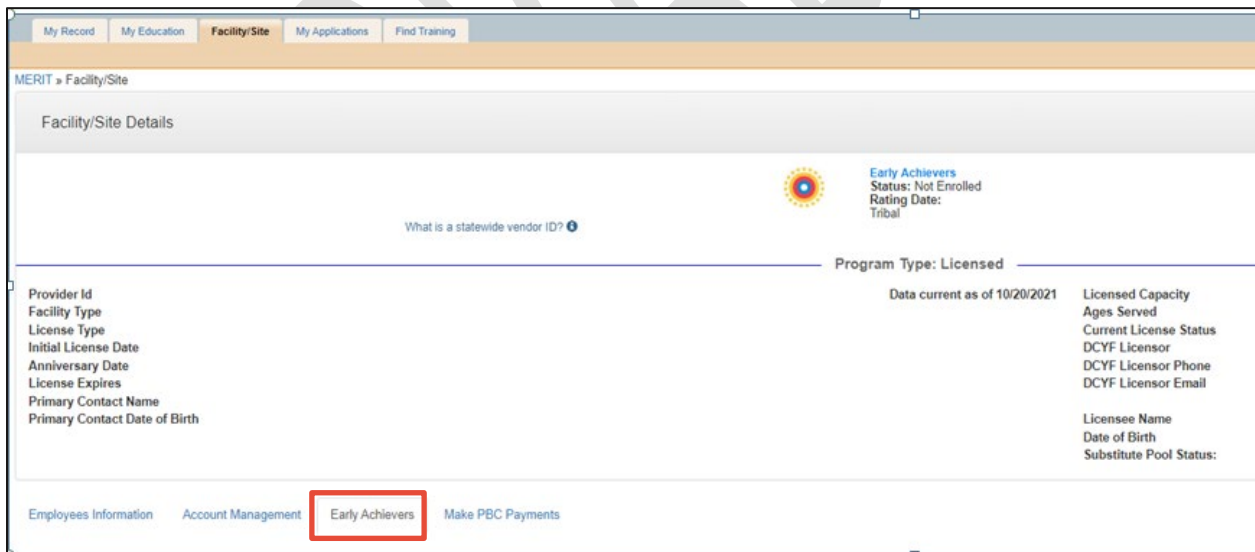 My Record My Education Facility/Site My Applications Find Training
MERIT » Facility/Site
Facility/Site Details
Early Achievers
Status: Not Enrolled
Rating Date:
Tribal
What is a statewide vendor ID?
Program Type: Licensed
Provider Id
Facility Type
License Type
Initial License Date
Anniversary Date
License Expires
Primary Contact Name
Primary Contact Date of Birth
Data current as of 10/20/2021
Licensed Capacity
Ages Served
Current License Status
DCYF Licensor
DCYF Licensor Phone
DCYF Licensor Email
Licensee Name
Date of Birth
Substitute Pool Status:
Employees Information Account Management Early Achievers Make PBC Payments